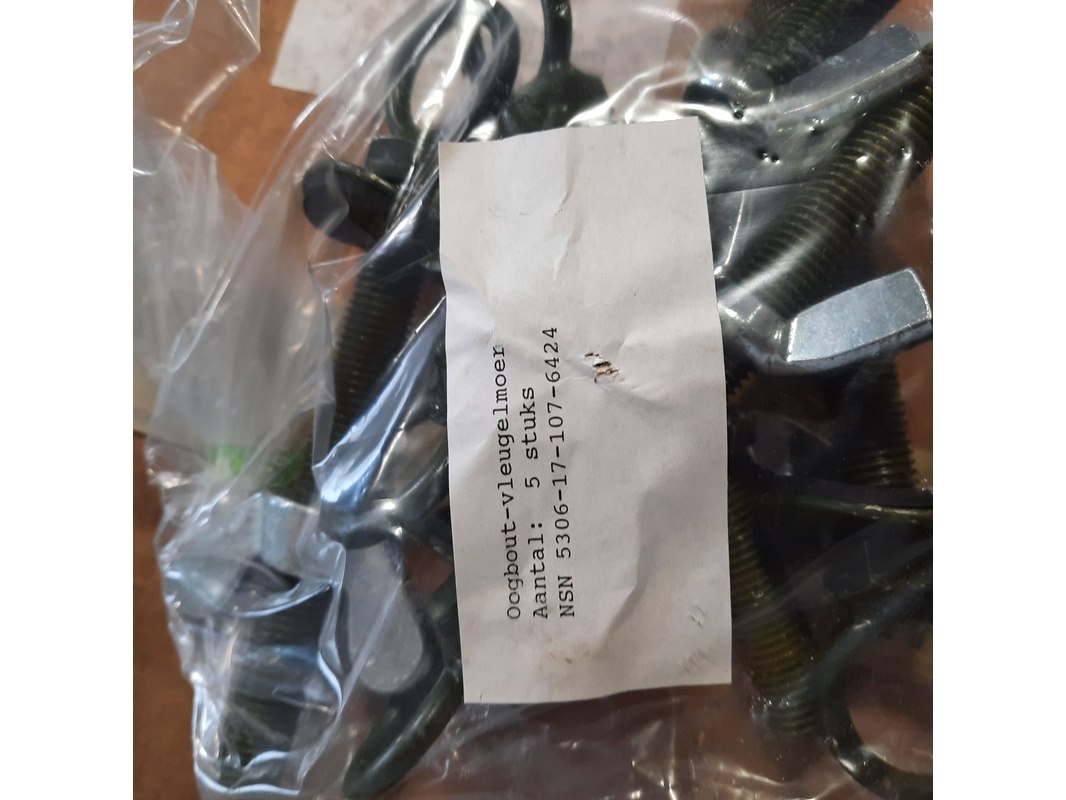 Oogbout-vleugelmoer
Aantal: 5 stuks
NSN 5306-17-107-6424